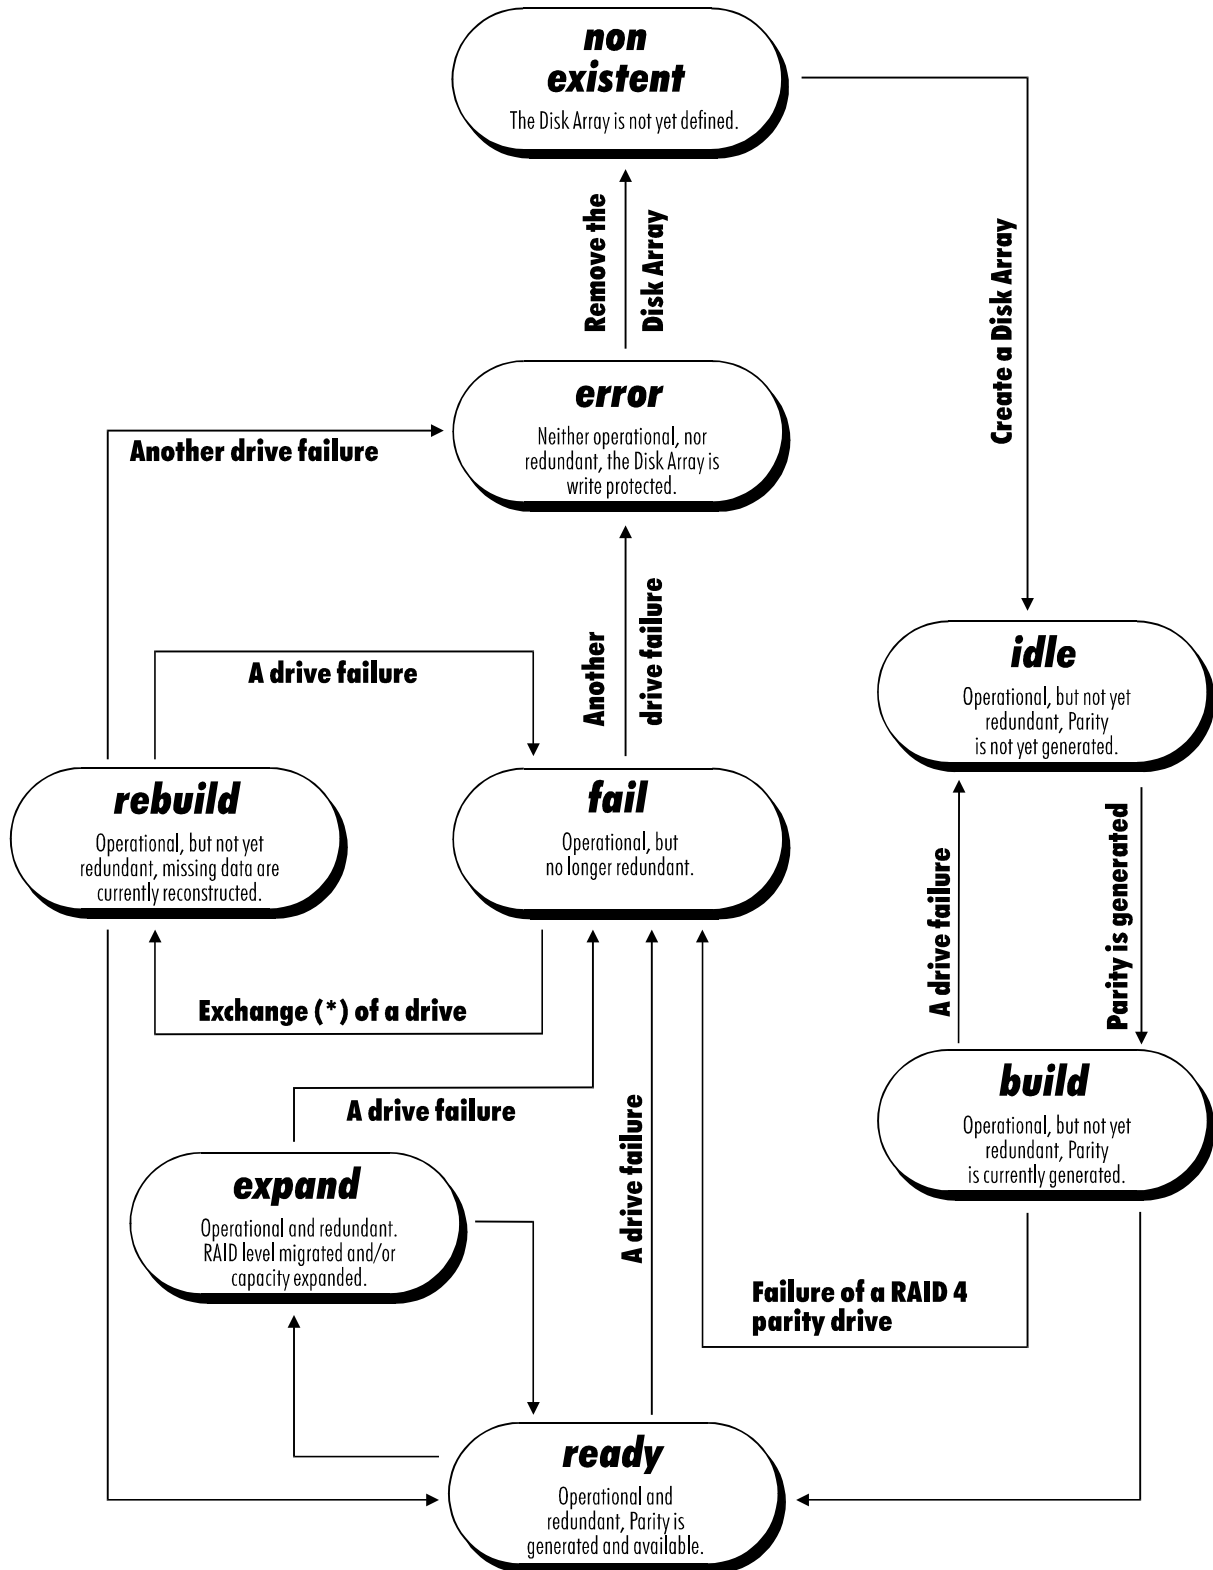 non
existent
The Disk Array is not yet defined.
Remove the
Disk Array
Create a Disk Array
error
Neither operational, nor
redundant, the Disk Array is
write protected.
Another drive failure
A drive failure
Another
drive failure
idle
Operational, but not yet
redundant, Parity
is not yet generated.
rebuild
Operational, but not yet
redundant, missing data are
currently reconstructed.
fail
Operational, but
no longer redundant.
A drive failure
Parity is generated
Exchange (*) of a drive
build
Operational, but not yet
redundant, Parity
is currently generated.
A drive failure
A drive failure
expand
Operational and redundant.
RAID level migrated and/or
capacity expanded.
Failure of a RAID 4
parity drive
ready
Operational and
redundant, Parity is
generated and available.